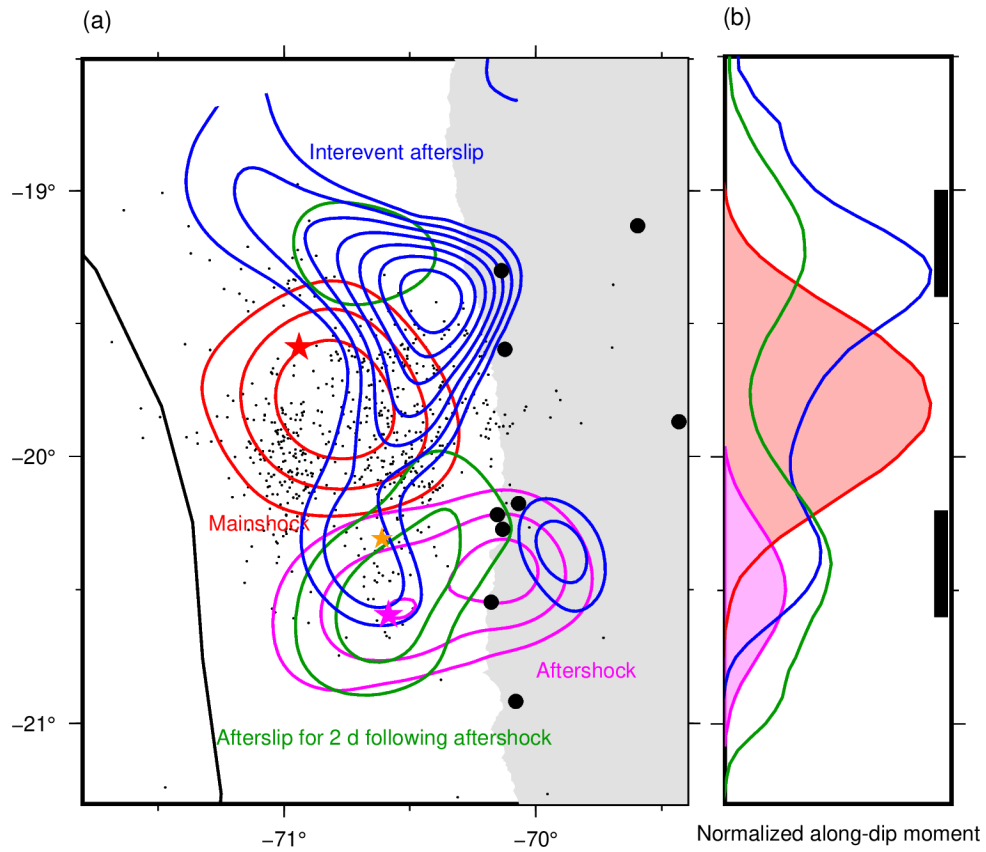 (a)
(b)
−19°
−20°
−21°
−71°
−70°
Interevent afterslip
Mainshock
Aftershock
Afterslip for 2 d following aftershock
Normalized along-dip moment